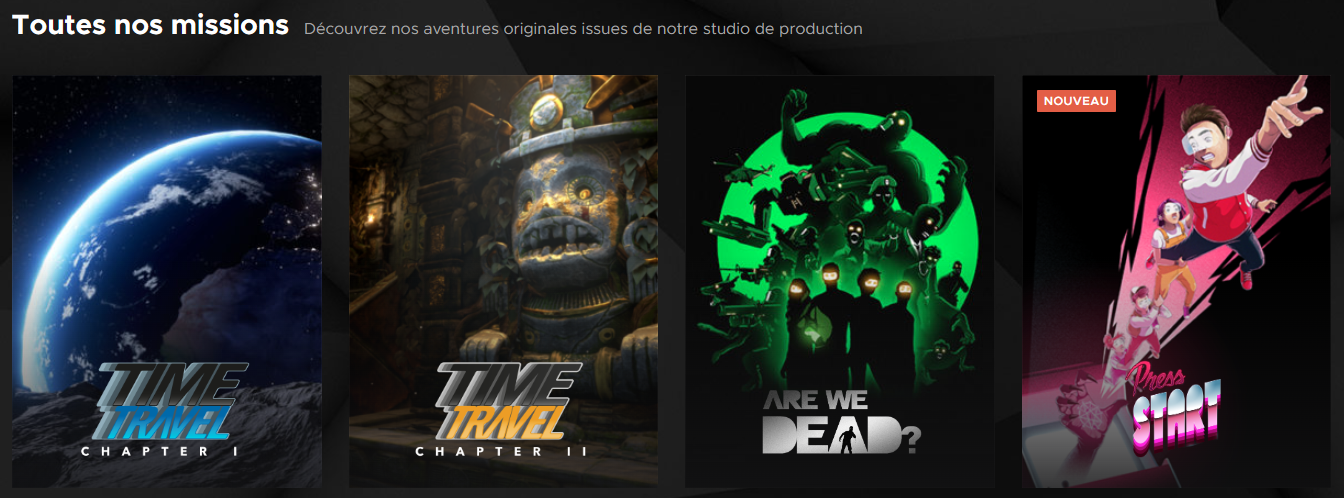 Toutes nos missions Découvrez nos aventures originales issues de notre studio de production
TIME
TRAVEL
CHAPTER I
TIME
TRAVEL
CHAPTER II
ARE WE
DEAD?
NOUVEAU
Press
START